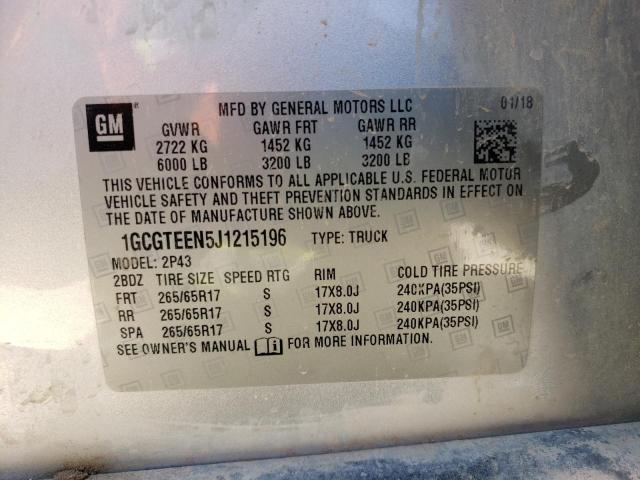 GM
MFD BY GENERAL MOTORS LLC 01/18
GVWR GAWR FRT GAWR RR
2722 KG 1452 KG 1452 KG
6000 LB 3200 LB 3200 LB
THIS VEHICLE CONFORMS TO ALL APPLICABLE U.S. FEDERAL MOTOR
VEHICLE SAFETY AND THEFT PREVENTION STANDARDS IN EFFECT ON
THE DATE OF MANUFACTURE SHOWN ABOVE.
1GCGTEEN5J1215196 TYPE: TRUCK
MODEL: 2P43
2BDZ TIRE SIZE SPEED RTG RIM COLD TIRE PRESSURE
FRT 265/65R17 S 17X8.0J 240KPA(35PSI)
RR 265/65R17 S 17X8.0J 240KPA(35PSI)
SPA 265/65R17 S 17X8.0J 240KPA(35PSI)
SEE OWNER'S MANUAL FOR MORE INFORMATION.